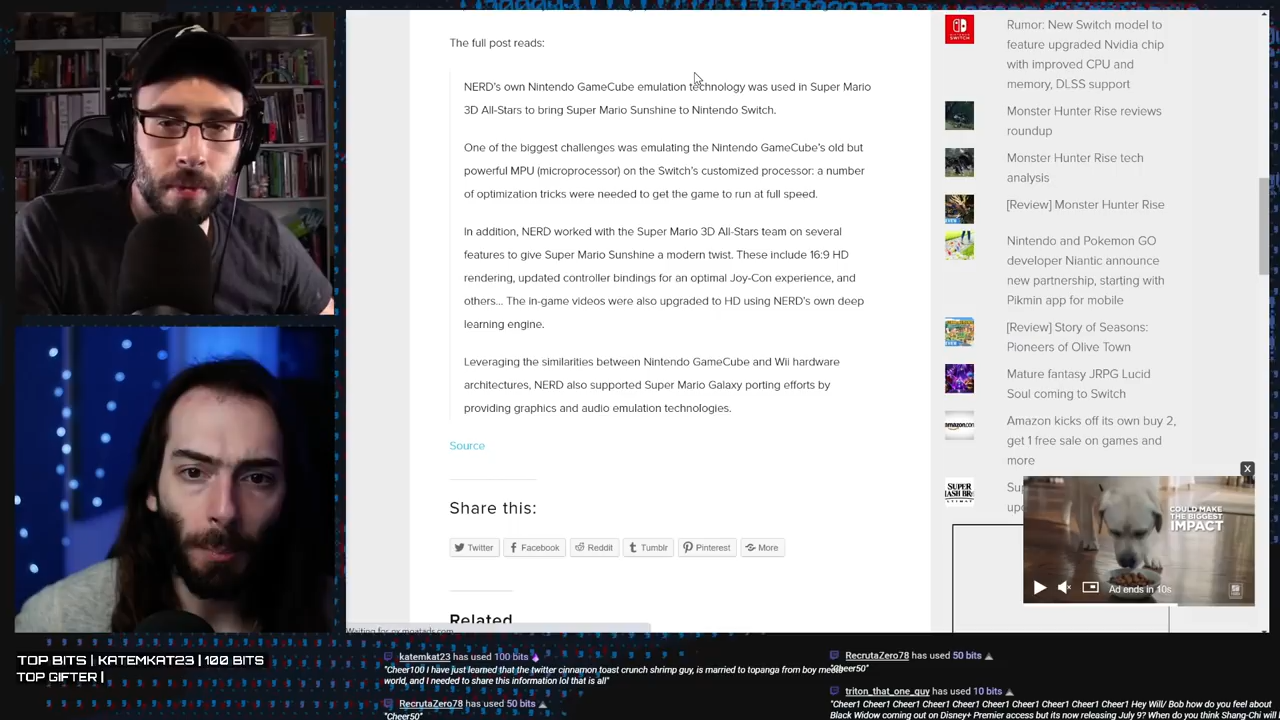 The full post reads:
NERD's own Nintendo GameCube emulation technology was used in Super Mario
3D All-Stars to bring Super Mario Sunshine to Nintendo Switch.
One of the biggest challenges was emulating the Nintendo GameCube's old but
powerful MPU (microprocessor) on the Switch's customized processor: a number
of optimization tricks were needed to get the game to run at full speed.
In addition, NERD worked with the Super Mario 3D All-Stars team on several
features to give Super Mario Sunshine a modern twist. These include 16:9 HD
rendering, updated controller bindings for an optimal Joy-Con experience, and
others... The in-game videos were also upgraded to HD using NERD's own deep
learning engine.
Leveraging the similarities between Nintendo GameCube and Wii hardware
architectures, NERD also supported Super Mario Galaxy porting efforts by
providing graphics and audio emulation technologies.
Source
Share this:
Twitter
Facebook
Reddit
Tumblr
Pinterest
More
Related
Waiting for px.moatads.com...
NINTENDO
SWITCH
Rumor: New Switch model to
feature upgraded Nvidia chip
with improved CPU and
memory, DLSS support
Monster Hunter Rise reviews
roundup
Monster Hunter Rise tech
analysis
[Review] Monster Hunter Rise
Nintendo and Pokemon GO
developer Niantic announce
new partnership, starting with
Pikmin app for mobile
[Review] Story of Seasons:
Pioneers of Olive Town
Mature fantasy JRPG Lucid
Soul coming to Switch
amazon.com
Amazon kicks off its own buy 2,
get 1 free sale on games and
more
SUPER
SMASH BROS
X
COULD MAKE
THE BIGGEST
IMPACT
Ad ends in 10s
TOP BITS | KATEMKAT23 | 100 BITS
TOP GIFTER |
katemkat23 has used 100 bits
"Cheer100 I have just learned that the twitter cinnamon toast crunch shrimp guy, is married to topanga from boy meets
world, and I needed to share this information lol that is all"
RecrutaZero78 has used 50 bits
"Cheer50"
RecrutaZero78 has used 50 bits
"Cheer50"
triton_that_one_guy has used 10 bits
"Cheer1 Cheer1 Cheer1 Cheer1 Cheer1 Cheer1 Cheer1 Cheer1 Cheer1 Cheer1 Hey Will/ Bob how do you feel about
Black Widow coming out on Disney+ Premier access but its now releasing July 9? When do you think Shang-Chi will